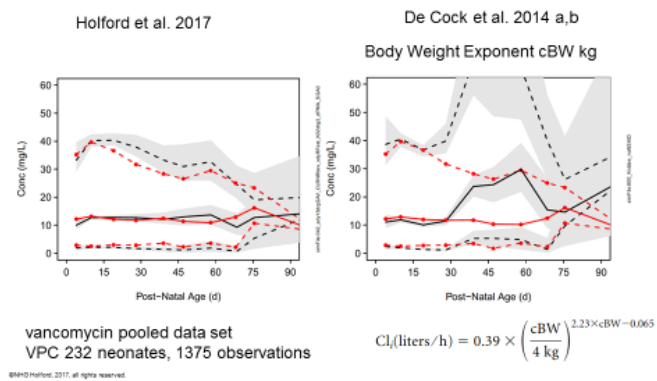 Holford et al. 2017
De Cock et al. 2014 a,b
Body Weight Exponent cBW kg
60
50
40
30
20
10
0
Conc (mg/L)
0 15 30 45 60 75 90
Post-Natal Age (d)
60
50
40
30
20
10
0
Conc (mg/L)
0 15 30 45 60 75 90
Post-Natal Age (d)
vancomycin pooled data set
VPC 232 neonates, 1375 observations
Cl𝑖(liters/h) = 0.39 × (cBW / 4 kg)^2.23×cBW−0.065
©NHG Holford, 2017, all rights reserved.